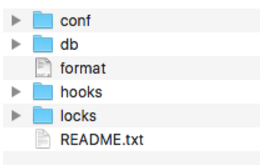 conf
db
format
hooks
locks
README.txt